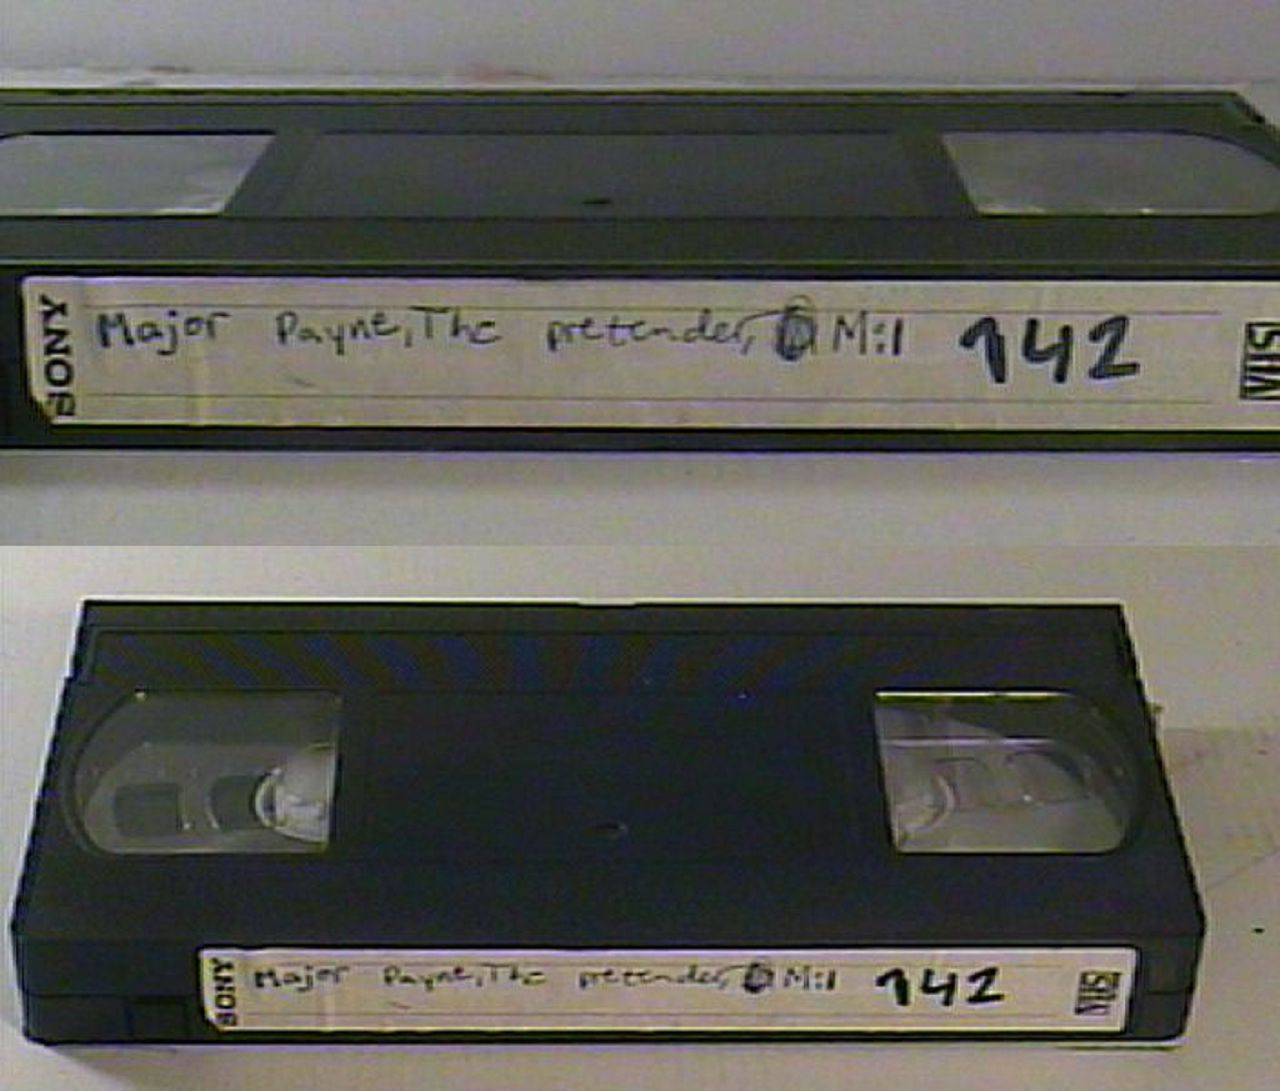 SONY
Major Payne, The pretender, M:l 142
VHS
SONY
Major Payne, The pretender, M:l 142
VHS